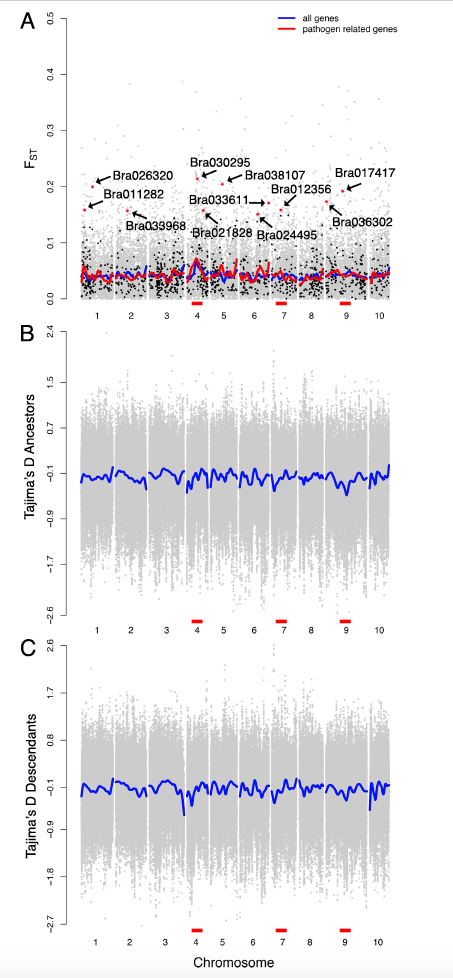 A
all genes
pathogen related genes
F_ST
0.5
0.4
0.3
0.2
0.1
0.0
Bra030295
Bra026320
Bra038107
Bra017417
Bra011282
Bra033611
Bra012356
Bra033968
Bra021828
Bra024495
Bra036302
1 2 3 4 5 6 7 8 9 10
B
Tajima's D Ancestors
2.4
1.5
0.7
-0.1
-0.9
-1.7
-2.6
1 2 3 4 5 6 7 8 9 10
C
Tajima's D Descendants
2.6
1.7
0.8
-0.1
-0.9
-1.8
-2.7
1 2 3 4 5 6 7 8 9 10
Chromosome